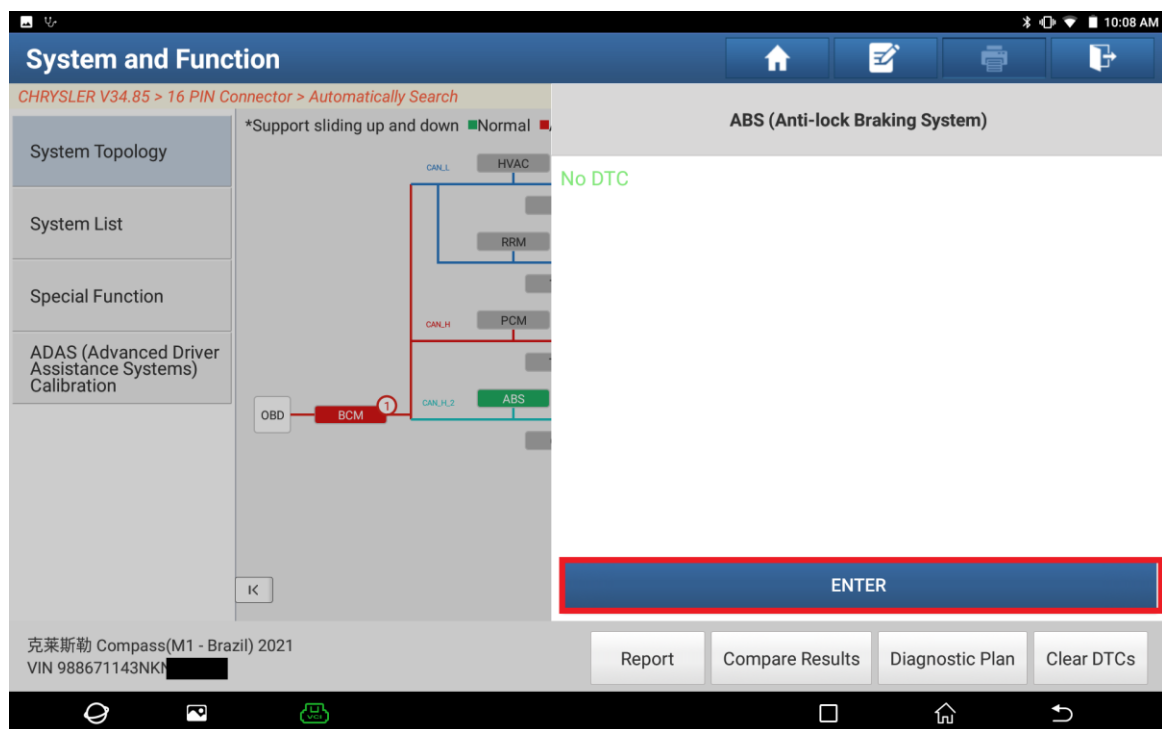 10:08 AM
System and Function
CHRYSLER V34.85 > 16 PIN Connector > Automatically Search
System Topology
System List
Special Function
ADAS (Advanced Driver
Assistance Systems)
Calibration
*Support sliding up and down ■Normal
CAN_L
HVAC
RRM
CAN_H
PCM
OBD
BCM
1
CAN_H_2
ABS
ABS (Anti-lock Braking System)
No DTC
ENTER
克莱斯勒 Compass(M1 - Brazil) 2021
VIN 988671143NK
Report
Compare Results
Diagnostic Plan
Clear DTCs
VCI